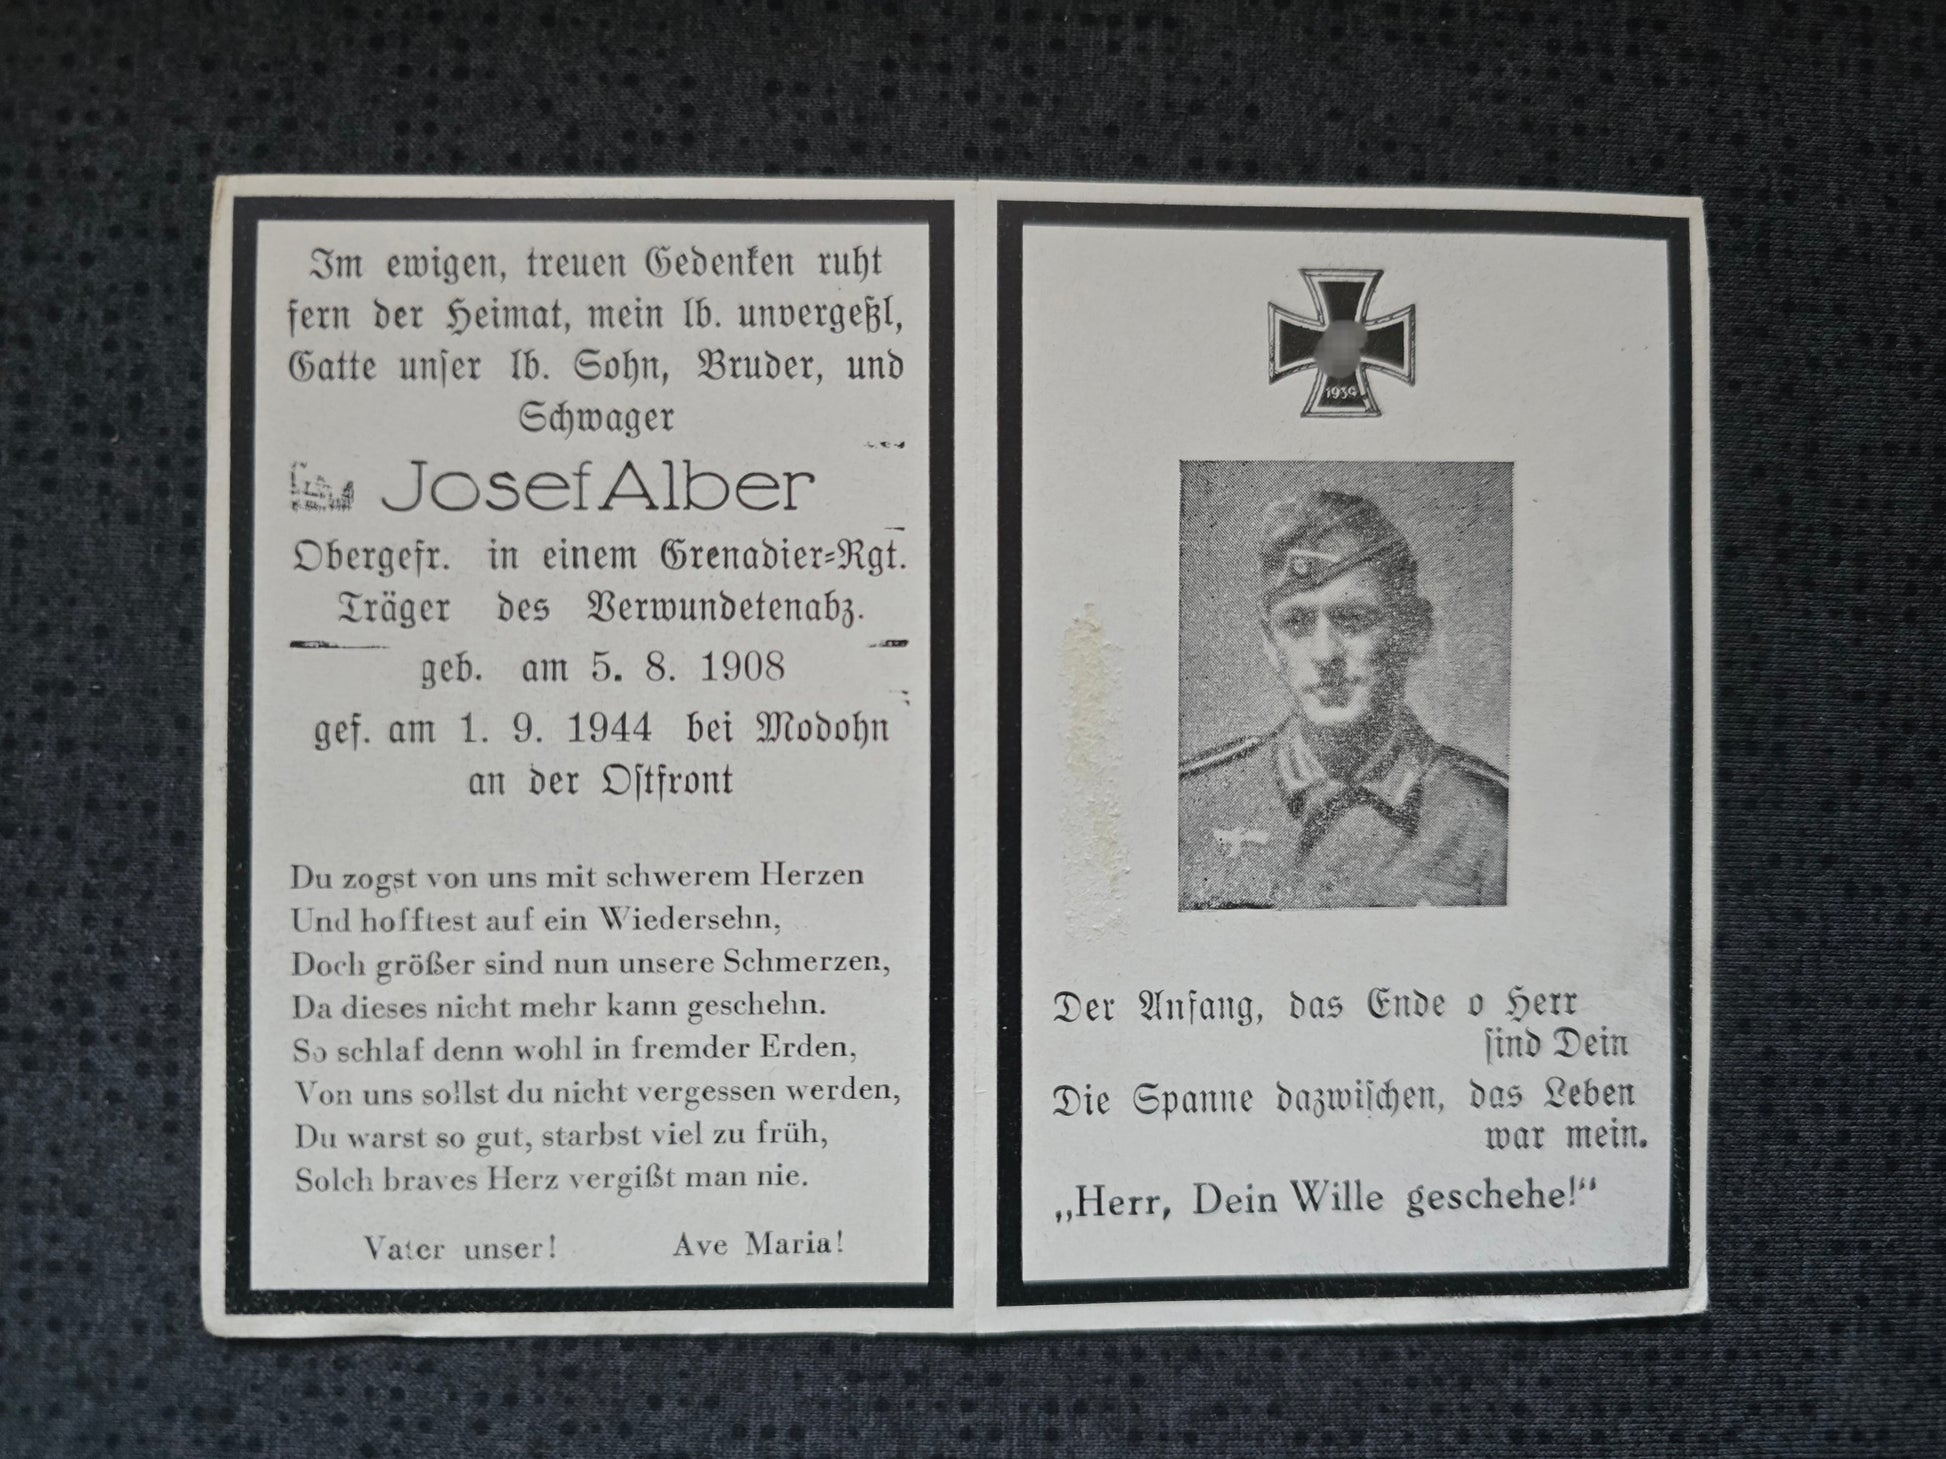 Im ewigen, treuen Gedenken ruht
fern der Heimat, mein lb. unvergeßl,
Gatte unser lb. Sohn, Bruder, und
Schwager
Josef Alber
Obergefr. in einem Grenadier-Rgt.
Träger des Verwundetenabz.
geb. am 5. 8. 1908
gef. am 1. 9. 1944 bei Modohn
an der Ostfront
Du zogst von uns mit schwerem Herzen
Und hofftest auf ein Wiedersehn,
Doch größer sind nun unsere Schmerzen,
Da dieses nicht mehr kann geschehn.
So schlaf denn wohl in fremder Erden,
Von uns sollst du nicht vergessen werden,
Du warst so gut, starbst viel zu früh,
Solch braves Herz vergißt man nie.
Vater unser! Ave Maria!
1939
Der Anfang, das Ende o Herr
sind Dein
Die Spanne dazwischen, das Leben
war mein.
„Herr, Dein Wille geschehe!“